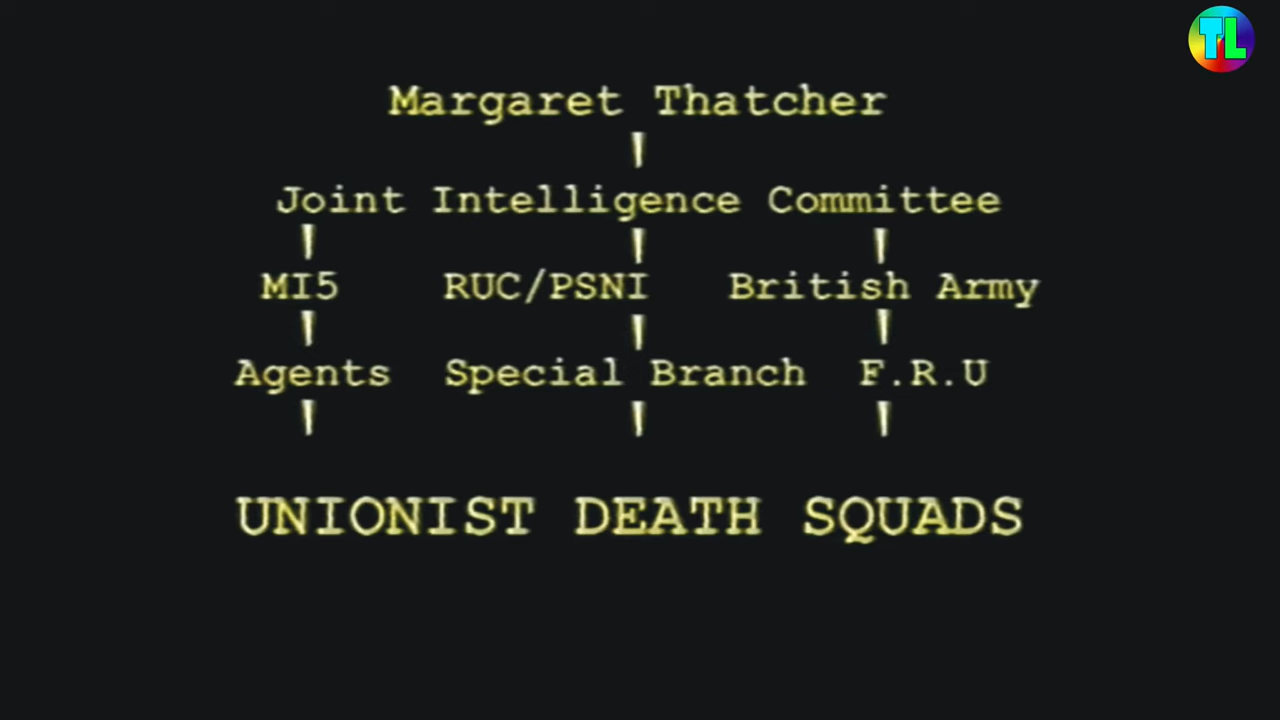 TL
Margaret Thatcher
Joint Intelligence Committee
MI5 RUC/PSNI British Army
Agents Special Branch F.R.U
UNIONIST DEATH SQUADS